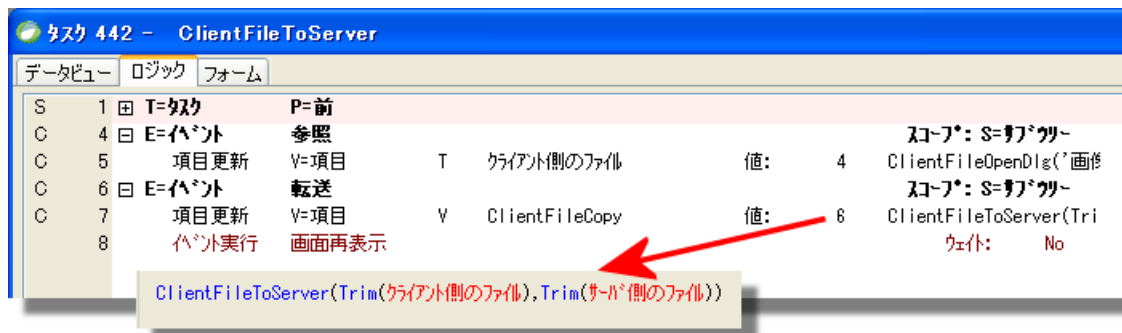 タスク 442 - ClientFileToServer
データビュー ロジック フォーム
S 1 T=タスク P=前
C 4 E=イベント 参照 スコープ: S=サブツリー
C 5 項目更新 V=項目 T クライアント側のファイル 値: 4 ClientFileOpenDlg('画像
C 6 E=イベント 転送 スコープ: S=サブツリー
C 7 項目更新 V=項目 V ClientFileCopy 値: 6 ClientFileToServer(Tri
8 イベント実行 画面再表示 ウェイト: No
ClientFileToServer(Trim(クライアント側のファイル),Trim(サーバ側のファイル))